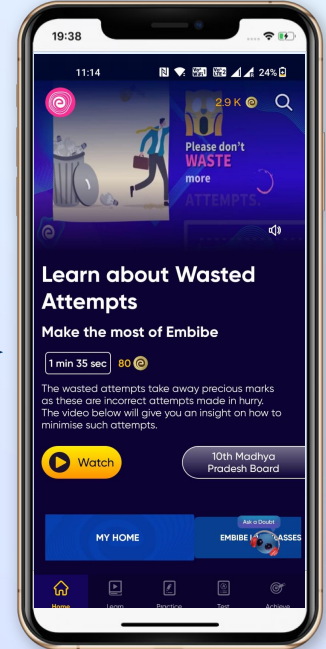 19:38
11:14
24%
2.9 K
Please don't
WASTE
more
ATTEMPTS.
Learn about Wasted
Attempts
Make the most of Embibe
1 min 35 sec 80
The wasted attempts take away precious marks
as these are incorrect attempts made in hurry.
The video below will give you an insight on how to
minimise such attempts.
Watch
10th Madhya
Pradesh Board
Ask a Doubt
MY HOME
EMBIBE
Home Learn Practice Test Achieve